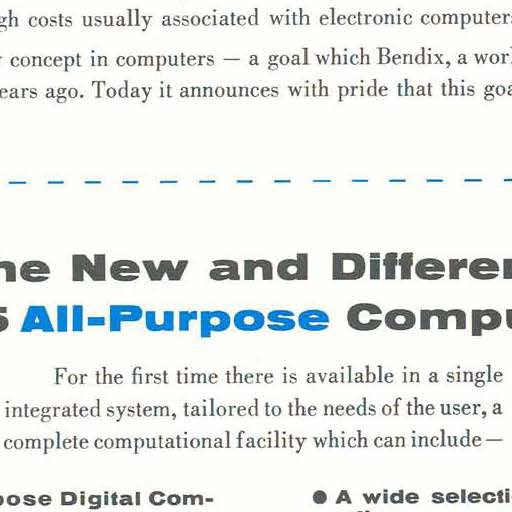 gh costs usually associated with electronic computers
concept in computers — a goal which Bendix, a worl
ears ago. Today it announces with pride that this goa
he New and Differen
5 All-Purpose Compu
For the first time there is available in a single
integrated system, tailored to the needs of the user, a
complete computational facility which can include —
pose Digital Com-
● A wide selecti